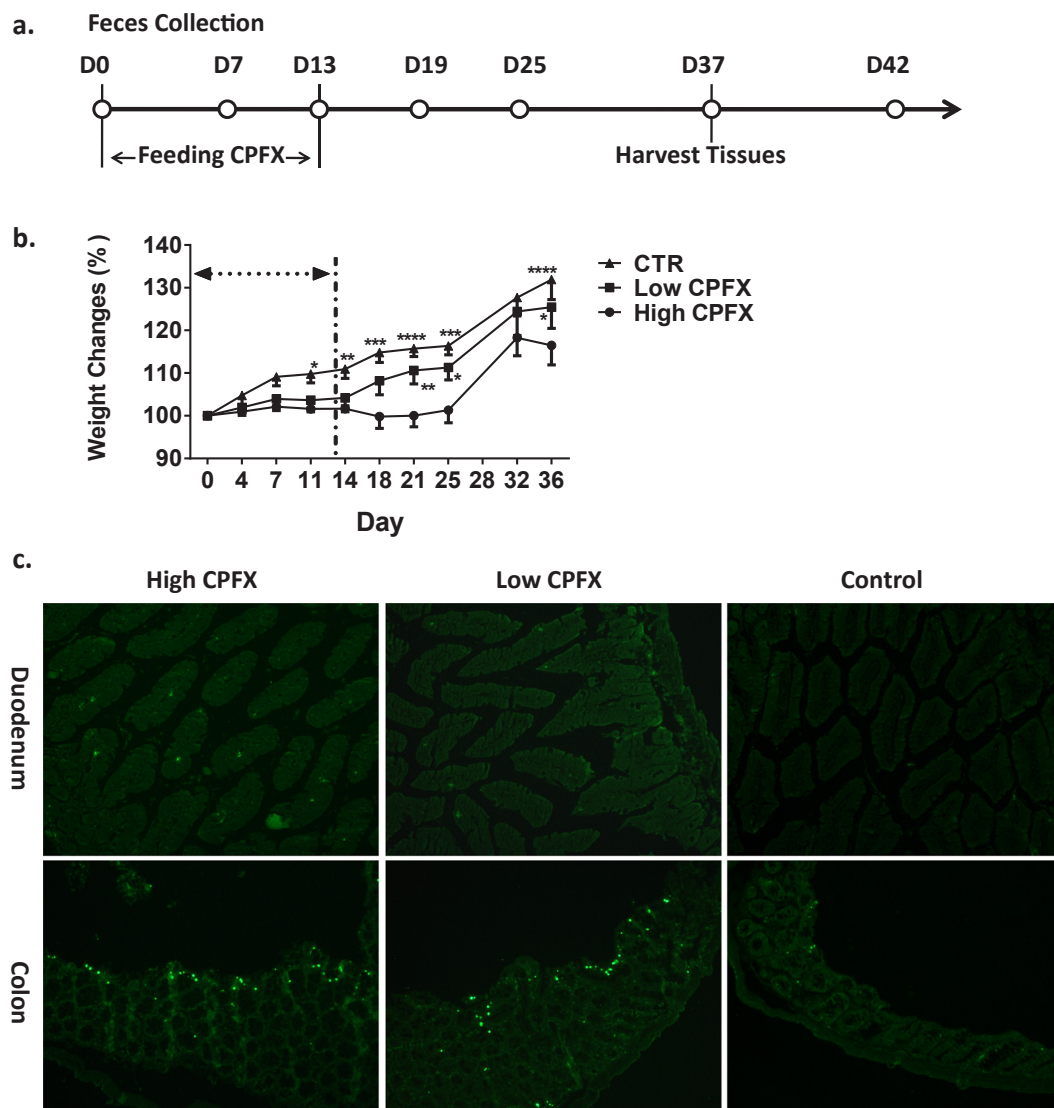 a.
Feces Collection
D0 D7 D13 D19 D25 D37 D42
←Feeding CPFX→ Harvest Tissues
b.
Weight Changes (%)
140
130
120
110
100
90
* ** *** **** *** ****
** * *
0 4 7 11 14 18 21 25 28 32 36
Day
CTR
Low CPFX
High CPFX
c.
High CPFX Low CPFX Control
Duodenum
Colon